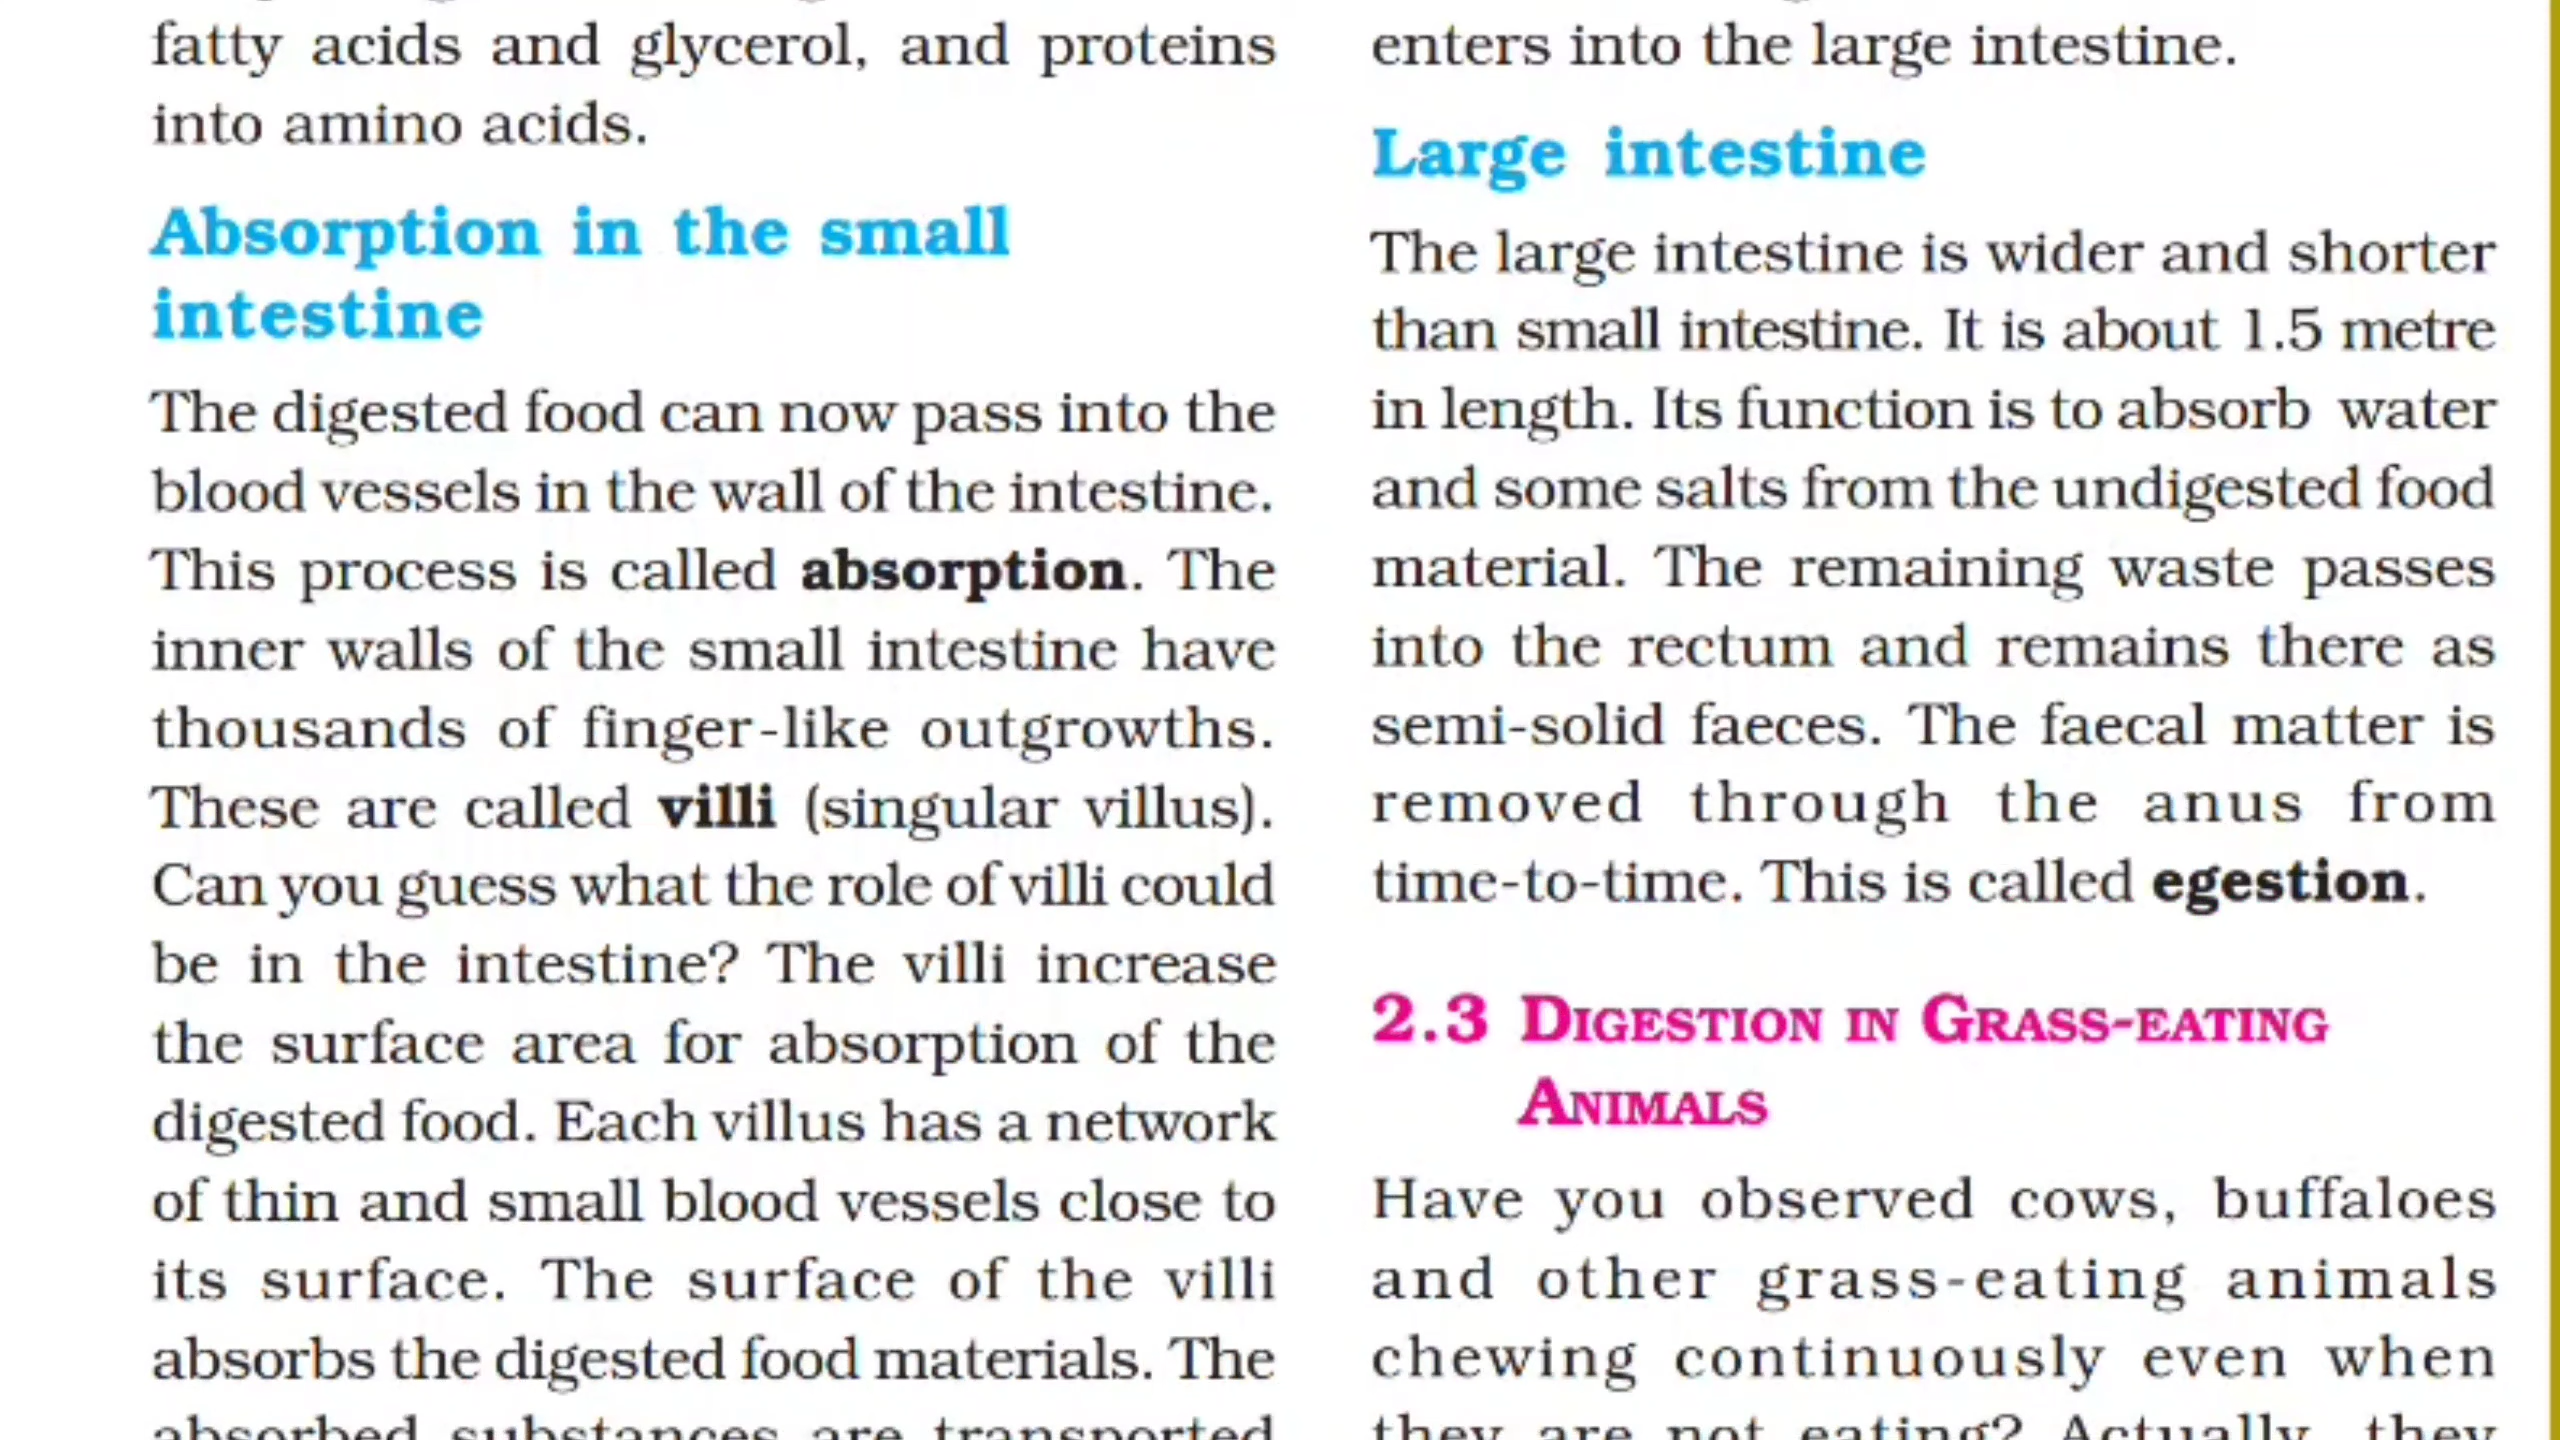 fatty acids and glycerol, and proteins
into amino acids.
Absorption in the small
intestine
The digested food can now pass into the
blood vessels in the wall of the intestine.
This process is called absorption. The
inner walls of the small intestine have
thousands of finger-like outgrowths.
These are called villi (singular villus).
Can you guess what the role of villi could
be in the intestine? The villi increase
the surface area for absorption of the
digested food. Each villus has a network
of thin and small blood vessels close to
its surface. The surface of the villi
absorbs the digested food materials. The
absorbed substances are transported
enters into the large intestine.
Large intestine
The large intestine is wider and shorter
than small intestine. It is about 1.5 metre
in length. Its function is to absorb water
and some salts from the undigested food
material. The remaining waste passes
into the rectum and remains there as
semi-solid faeces. The faecal matter is
removed through the anus from
time-to-time. This is called egestion.
2.3 DIGESTION IN GRASS-EATING
ANIMALS
Have you observed cows, buffaloes
and other grass-eating animals
chewing continuously even when
they are not eating? Actually, they